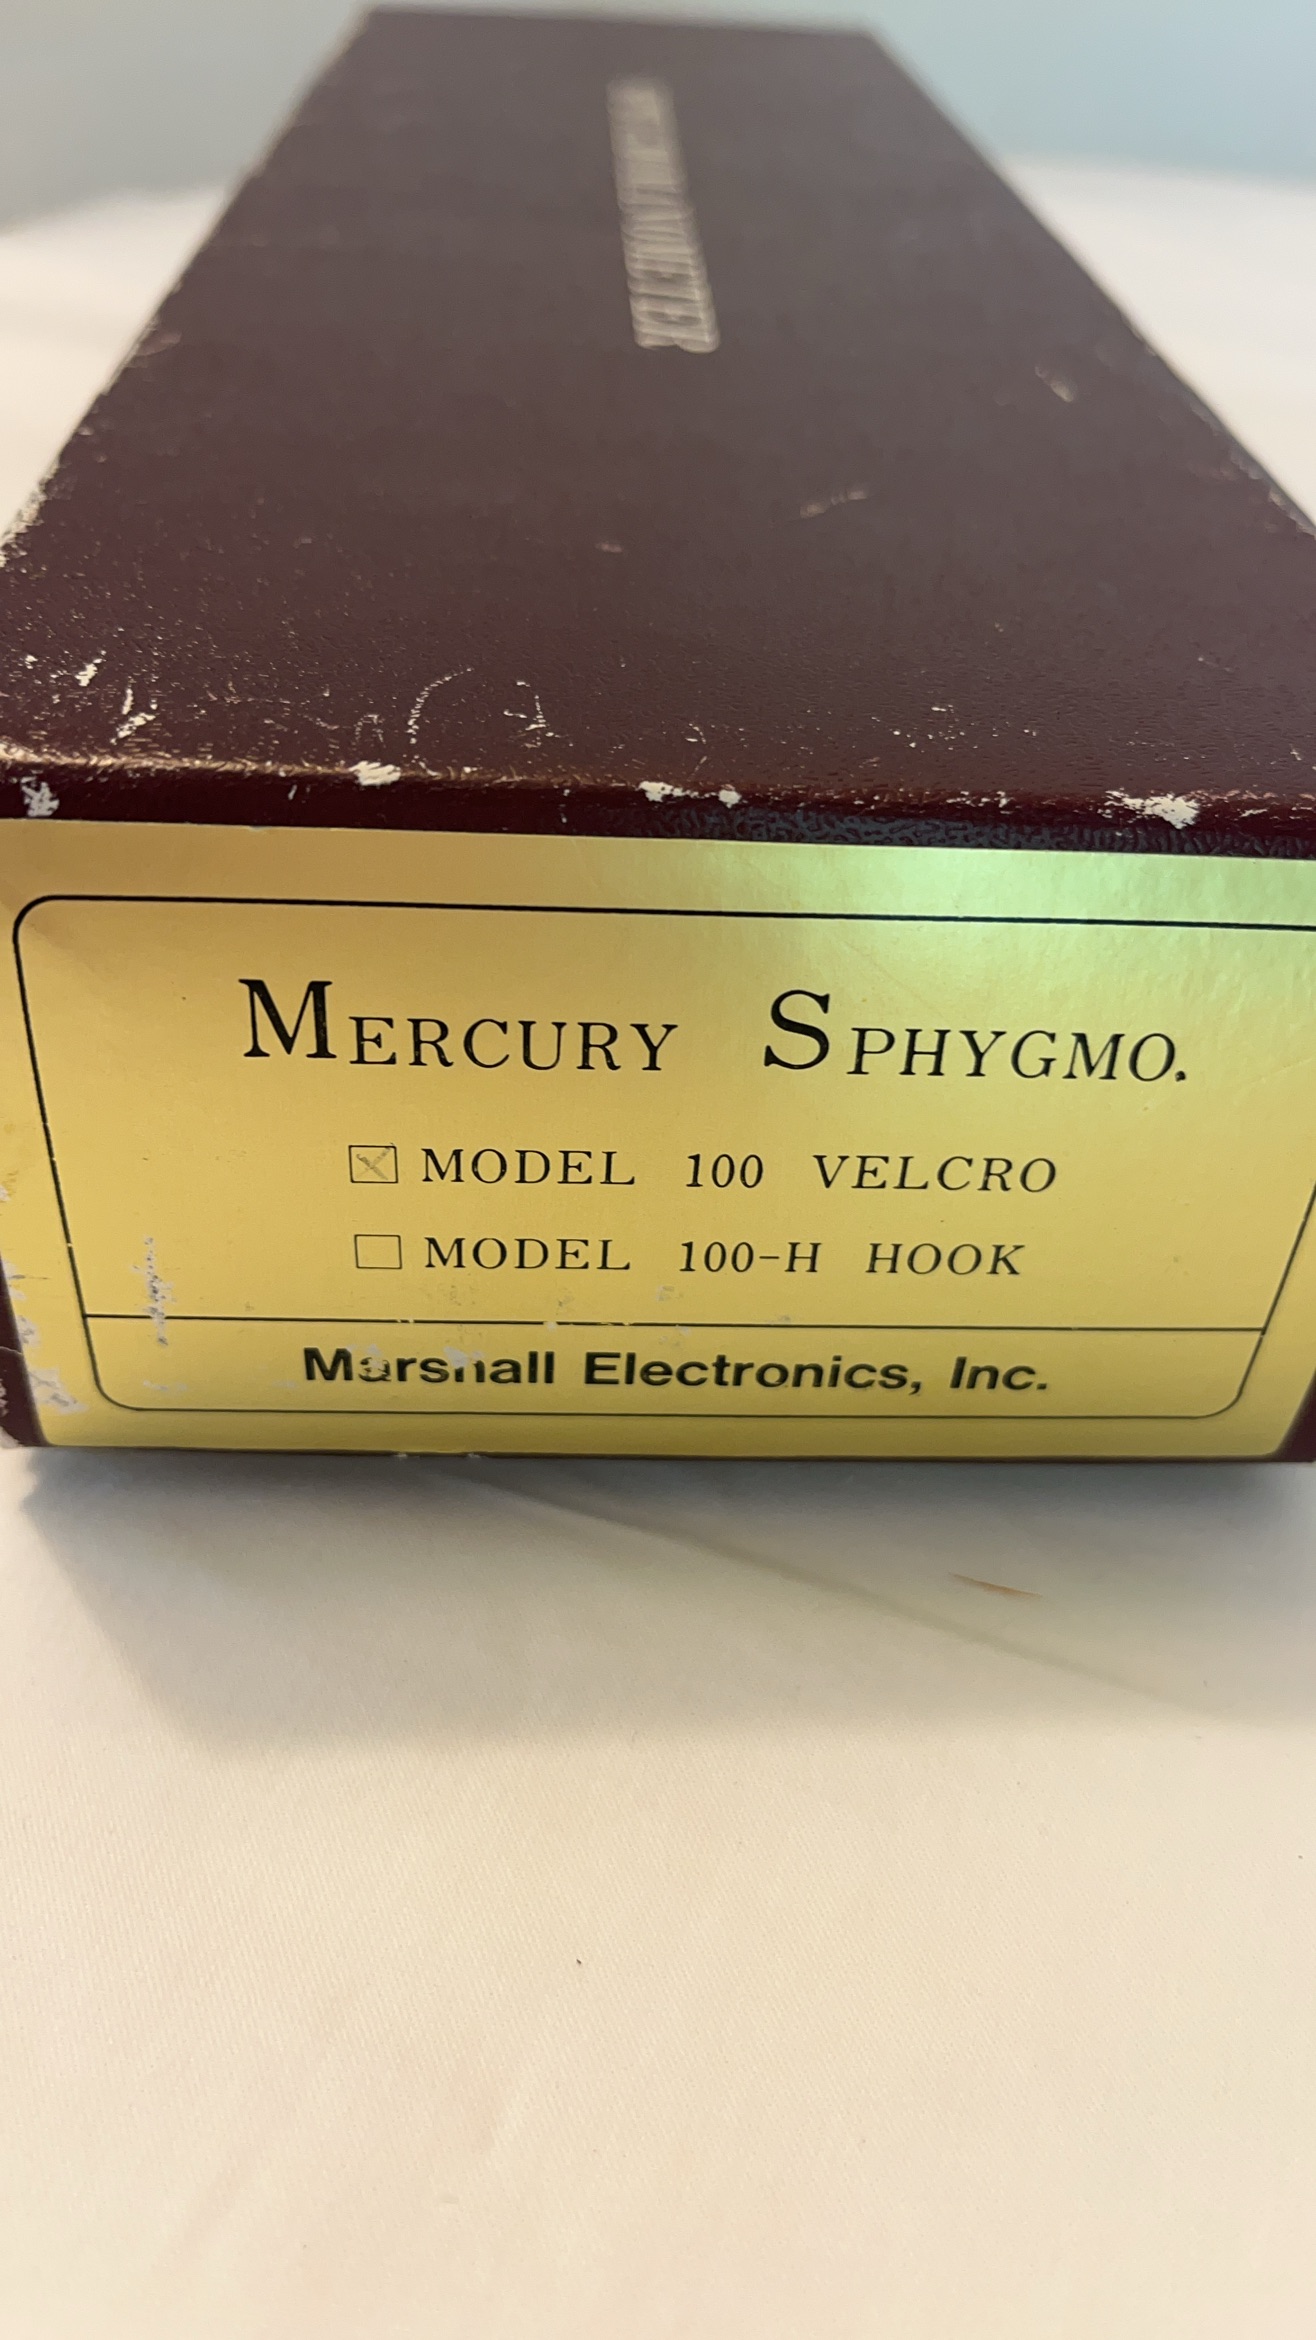 MERCURY SPHYGMO.
☒ MODEL 100 VELCRO
☐ MODEL 100-H HOOK
Marshall Electronics, Inc.